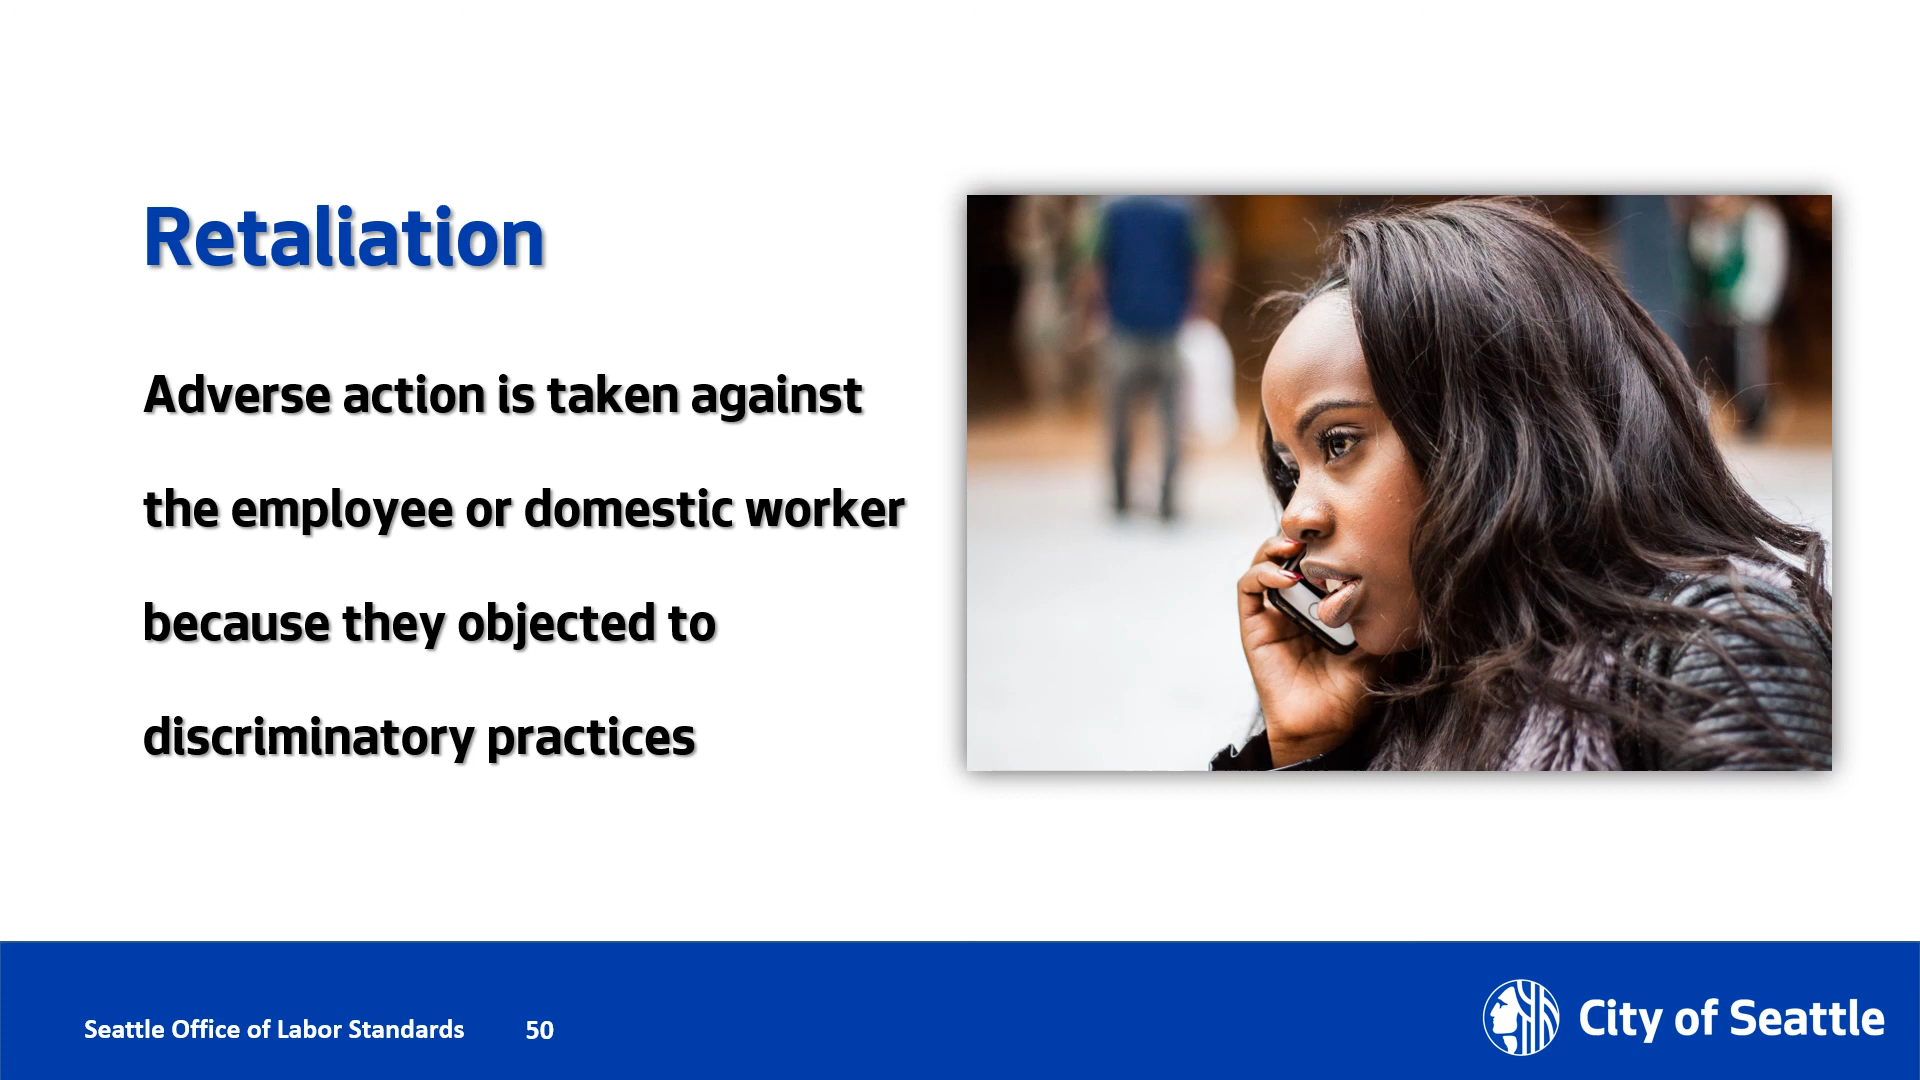 Retaliation
Adverse action is taken against
the employee or domestic worker
because they objected to
discriminatory practices
Seattle Office of Labor Standards 50
City of Seattle